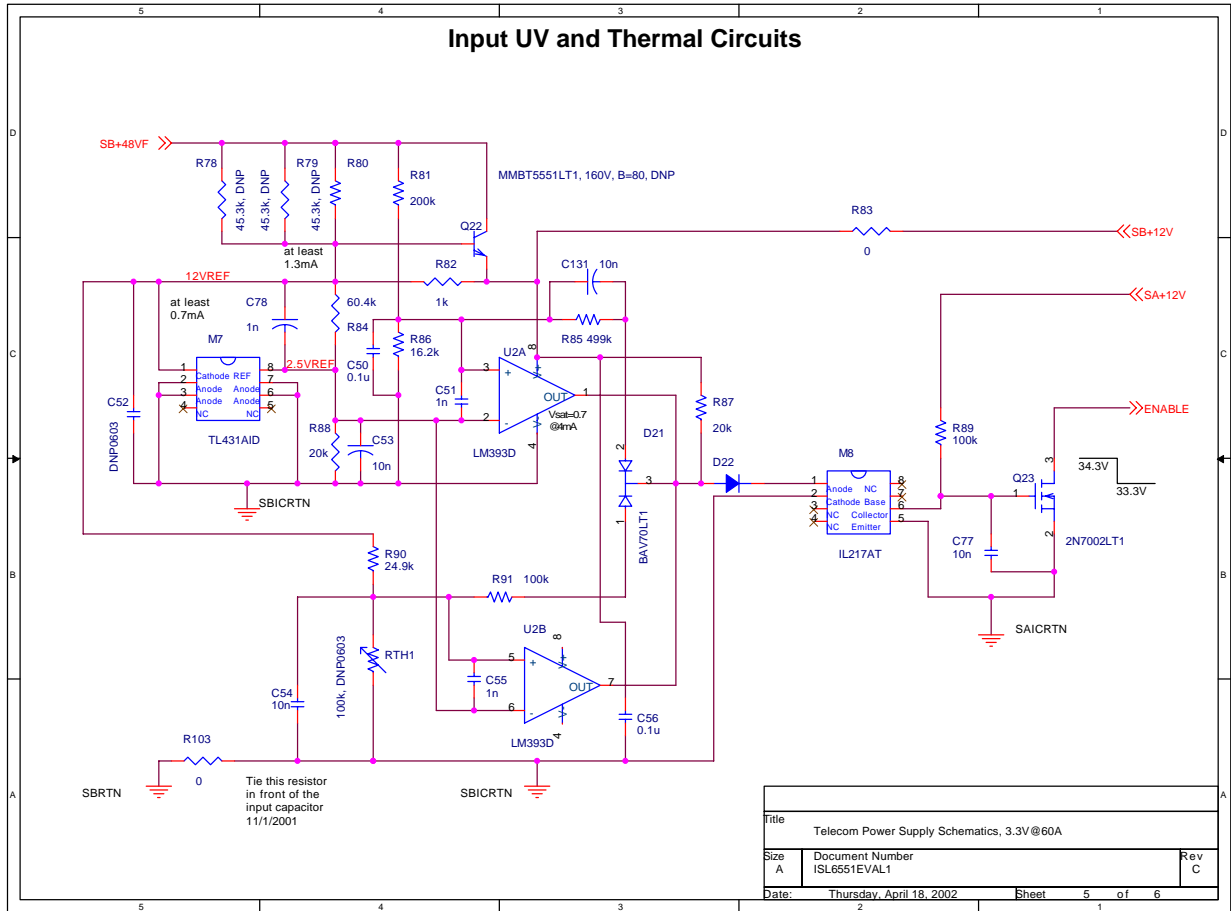 5 4 3 2 1
Input UV and Thermal Circuits
D D
SB+48VF
R78
45.3k, DNP
45.3k, DNP
R79
45.3k, DNP
R80
R81
200k
MMBT5551LT1, 160V, B=80, DNP
Q22
R83
0
SB+12V
at least
1.3mA
12VREF
R82
1k
C131 10n
SA+12V
at least
0.7mA
C78
1n
60.4k
R84
R85 499k
C C
M7
2.5VREF
1
2
3
4
Cathode REF
Anode Anode
Anode Anode
NC NC
8
7
6
5
TL431AID
C52
DNP0603
C50
0.1u
R86
16.2k
U2A
8
3
+
V+
OUT
1
2
-
V-
4
Vsat=0.7
@4mA
LM393D
C51
1n
R87
20k
R88
20k
C53
10n
SBICRTN
D21
2
3
1
BAV70LT1
D22
M8
1
2
3
4
Anode NC
Cathode Base
NC Collector
NC Emitter
8
7
6
5
IL217AT
R89
100k
ENABLE
Q23
3
1
2
34.3V
33.3V
2N7002LT1
C77
10n
SAICRTN
B B
R90
24.9k
R91 100k
U2B
8
5
+
V+
OUT
7
6
-
V-
4
LM393D
RTH1
100k, DNP0603
C54
10n
C55
1n
C56
0.1u
R103
0
SBRTN
Tie this resistor
in front of the
input capacitor
11/1/2001
SBICRTN
A A
Title
Telecom Power Supply Schematics, 3.3V@60A
Size Document Number Rev
A ISL6551EVAL1 C
Date: Thursday, April 18, 2002 Sheet 5 of 6
5 4 3 2 1